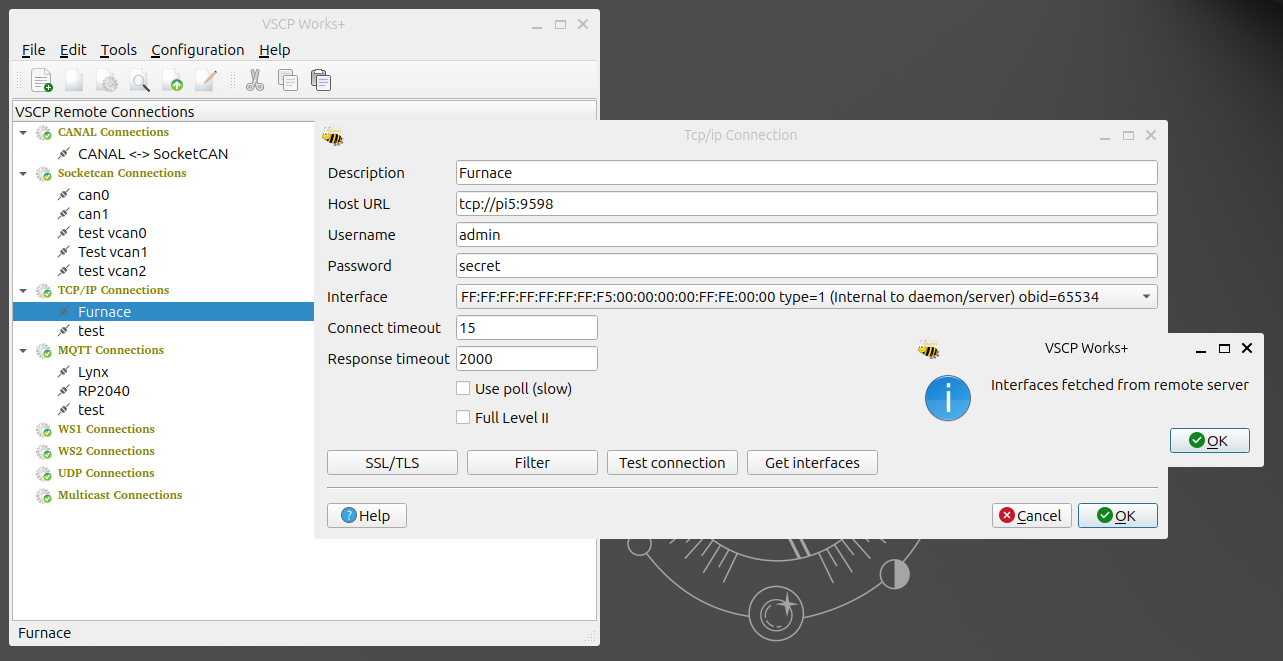 VSCP Works+
File Edit Tools Configuration Help
VSCP Remote Connections
CANAL Connections
CANAL <-> SocketCAN
Socketcan Connections
can0
can1
test vcan0
Test vcan1
test vcan2
TCP/IP Connections
Furnace
test
MQTT Connections
Lynx
RP2040
test
WS1 Connections
WS2 Connections
UDP Connections
Multicast Connections
Furnace
Tcp/ip Connection
Description Furnace
Host URL tcp://pi5:9598
Username admin
Password secret
Interface FF:FF:FF:FF:FF:FF:FF:F5:00:00:00:00:FF:FE:00:00 type=1 (Internal to daemon/server) obid=65534
Connect timeout 15
Response timeout 2000
Use poll (slow)
Full Level II
SSL/TLS Filter Test connection Get interfaces
Help Cancel OK
VSCP Works+
Interfaces fetched from remote server
OK